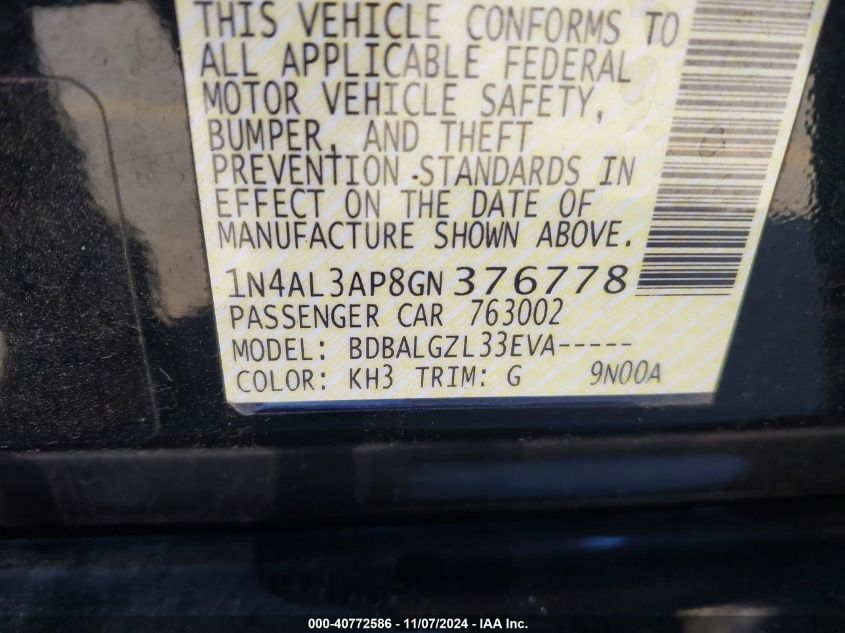 THIS VEHICLE CONFORMS TO
ALL APPLICABLE FEDERAL
MOTOR VEHICLE SAFETY,
BUMPER, AND THEFT
PREVENTION STANDARDS IN
EFFECT ON THE DATE OF
MANUFACTURE SHOWN ABOVE.
1N4AL3AP8GN376778
PASSENGER CAR 763002
MODEL: BDBALGZL33EVA-----
COLOR: KH3 TRIM: G 9N00A
000-40772586 - 11/07/2024 - IAA Inc.